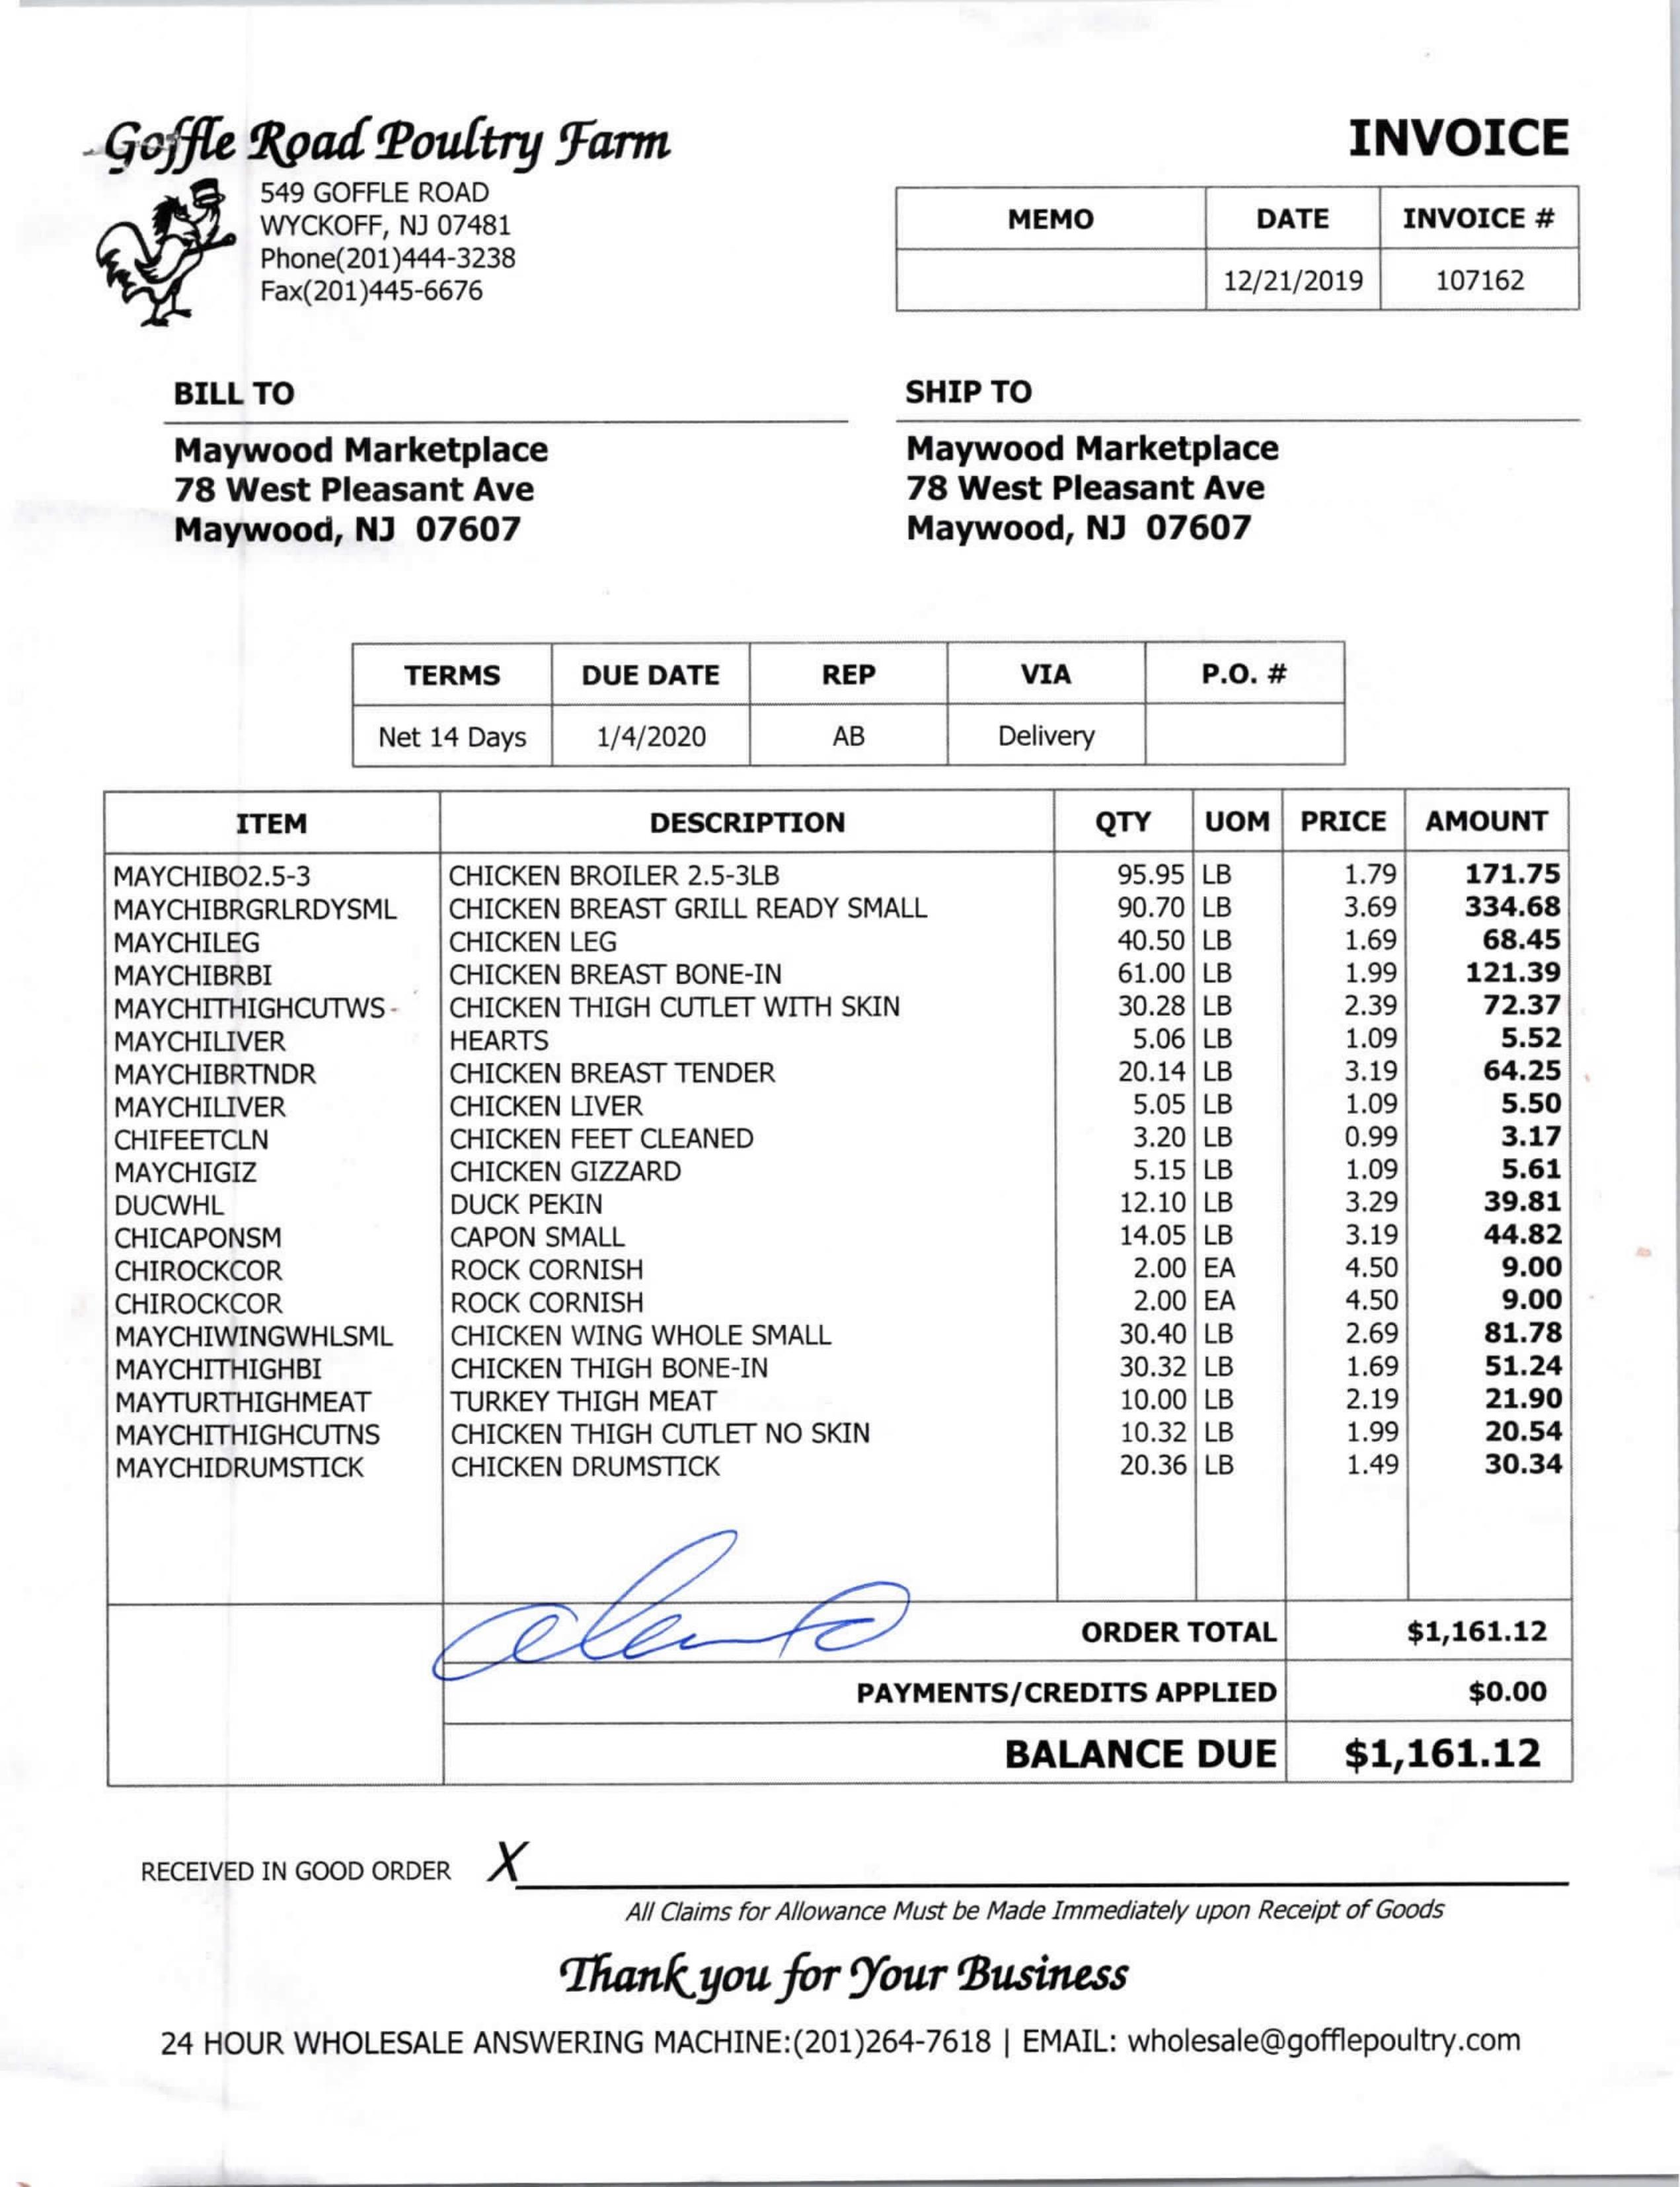 Goffle Road Poultry Farm
549 GOFFLE ROAD
WYCKOFF, NJ 07481
Phone(201)444-3238
Fax(201)445-6676
INVOICE
MEMO DATE INVOICE #
12/21/2019 107162
BILL TO
Maywood Marketplace
78 West Pleasant Ave
Maywood, NJ 07607
SHIP TO
Maywood Marketplace
78 West Pleasant Ave
Maywood, NJ 07607
TERMS DUE DATE REP VIA P.O. #
Net 14 Days 1/4/2020 AB Delivery
ITEM DESCRIPTION QTY UOM PRICE AMOUNT
MAYCHIBO2.5-3 CHICKEN BROILER 2.5-3LB 95.95 LB 1.79 171.75
MAYCHIBRGRLRDYSML CHICKEN BREAST GRILL READY SMALL 90.70 LB 3.69 334.68
MAYCHILEG CHICKEN LEG 40.50 LB 1.69 68.45
MAYCHIBRBI CHICKEN BREAST BONE-IN 61.00 LB 1.99 121.39
MAYCHITHIGHCUTWS CHICKEN THIGH CUTLET WITH SKIN 30.28 LB 2.39 72.37
MAYCHILIVER HEARTS 5.06 LB 1.09 5.52
MAYCHIBRTNDR CHICKEN BREAST TENDER 20.14 LB 3.19 64.25
MAYCHILIVER CHICKEN LIVER 5.05 LB 1.09 5.50
CHIFEETCLN CHICKEN FEET CLEANED 3.20 LB 0.99 3.17
MAYCHIGIZ CHICKEN GIZZARD 5.15 LB 1.09 5.61
DUCWHL DUCK PEKIN 12.10 LB 3.29 39.81
CHICAPONSM CAPON SMALL 14.05 LB 3.19 44.82
CHIROCKCOR ROCK CORNISH 2.00 EA 4.50 9.00
CHIROCKCOR ROCK CORNISH 2.00 EA 4.50 9.00
MAYCHIWINGWHLSML CHICKEN WING WHOLE SMALL 30.40 LB 2.69 81.78
MAYCHITHIGHBI CHICKEN THIGH BONE-IN 30.32 LB 1.69 51.24
MAYTURTHIGHMEAT TURKEY THIGH MEAT 10.00 LB 2.19 21.90
MAYCHITHIGHCUTNS CHICKEN THIGH CUTLET NO SKIN 10.32 LB 1.99 20.54
MAYCHIDRUMSTICK CHICKEN DRUMSTICK 20.36 LB 1.49 30.34
ORDER TOTAL $1,161.12
PAYMENTS/CREDITS APPLIED $0.00
BALANCE DUE $1,161.12
RECEIVED IN GOOD ORDER X
All Claims for Allowance Must be Made Immediately upon Receipt of Goods
Thank you for Your Business
24 HOUR WHOLESALE ANSWERING MACHINE:(201)264-7618 | EMAIL: wholesale@gofflepoultry.com